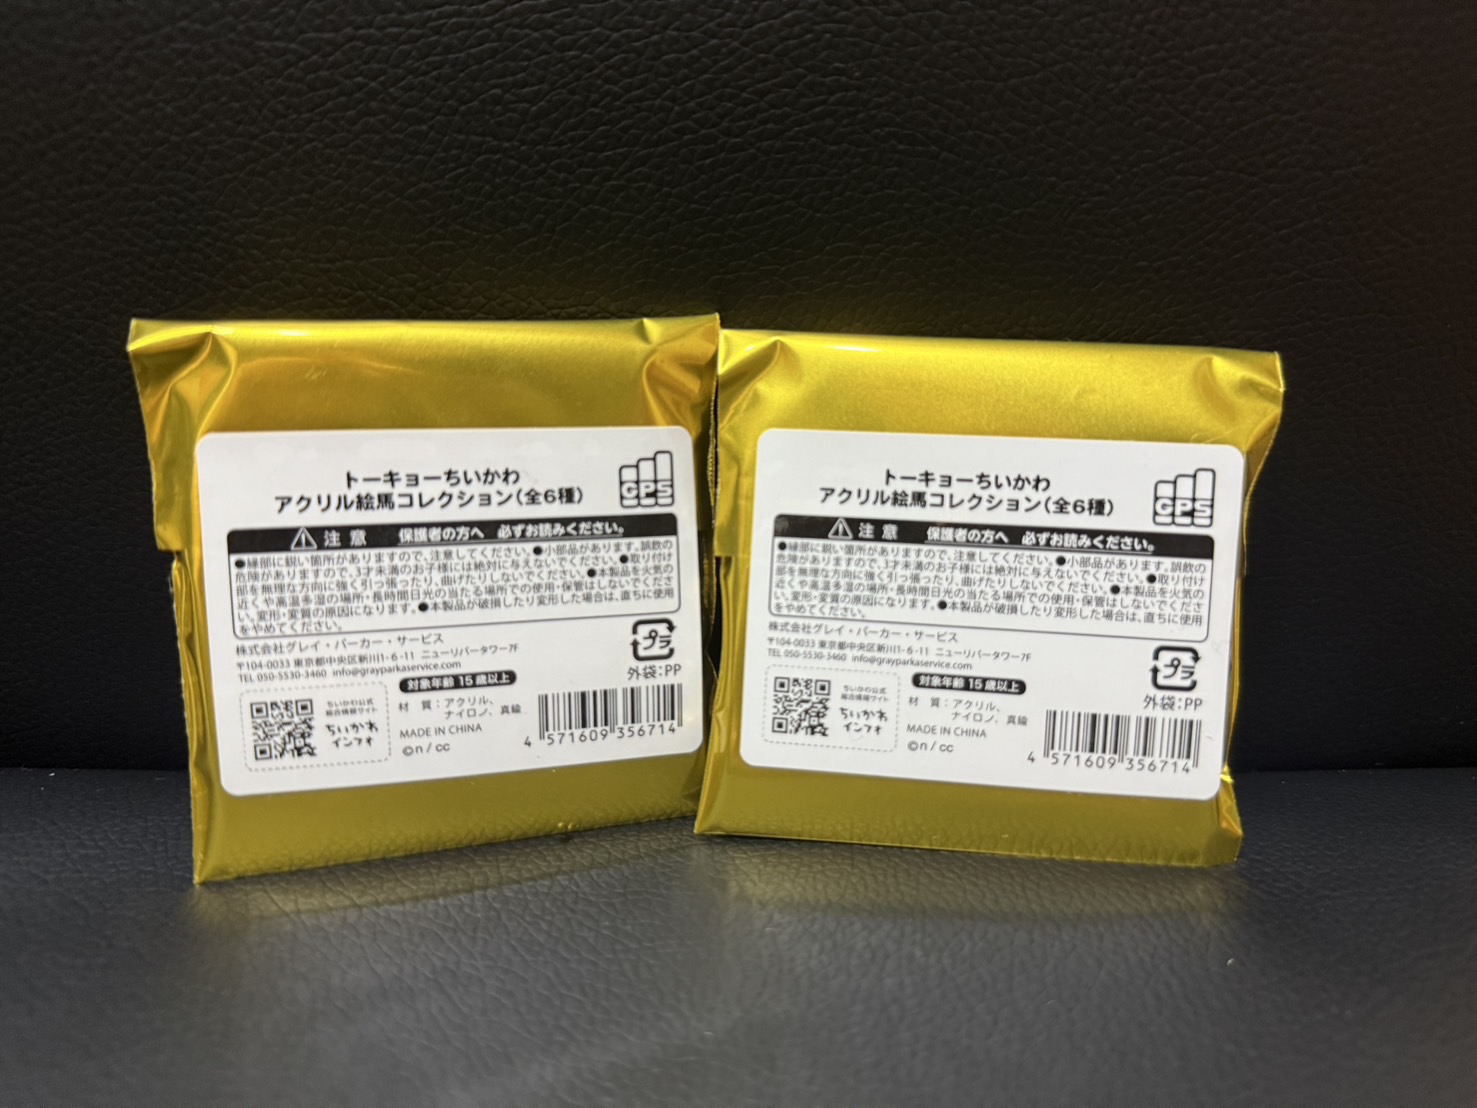 トーキョーちいかわ
アクリル絵馬コレクション(全6種)
GPS
注意 保護者の方へ 必ずお読みください。
●縁部に鋭い箇所がありますので、注意してください。●小部品があります。誤飲の
危険がありますので、3才未満のお子様には絶対に与えないでください。●取り付け
部を無理な方向に強く引っ張ったり、曲げたりしないでください。●本製品を火気の
近くや高温多湿の場所・長時間日光の当たる場所での使用・保管はしないでくださ
い。変形・変質の原因になります。●本製品が破損したり変形した場合は、直ちに使用
をやめてください。
株式会社グレイ・パーカー・サービス
〒104-0033 東京都中央区新川1-6-11 ニューリバータワー7F
TEL 050-5530-3460 info@grayparkaservice.com
プラ
外袋:PP
ちいかわ公式
総合情報サイト
ちいかわ
インフォ
対象年齢 15歳以上
材 質:アクリル、
ナイロン、真鍮
MADE IN CHINA
©n / cc
4 571609 356714
トーキョーちいかわ
アクリル絵馬コレクション(全6種)
GPS
注意 保護者の方へ 必ずお読みください。
●縁部に鋭い箇所がありますので、注意してください。●小部品があります。誤飲の
危険がありますので、3才未満のお子様には絶対に与えないでください。●取り付け
部を無理な方向に強く引っ張ったり、曲げたりしないでください。●本製品を火気の
近くや高温多湿の場所・長時間日光の当たる場所での使用・保管はしないでくださ
い。変形・変質の原因になります。●本製品が破損したり変形した場合は、直ちに使用
をやめてください。
株式会社グレイ・パーカー・サービス
〒104-0033 東京都中央区新川1-6-11 ニューリバータワー7F
TEL 050-5530-3460 info@grayparkaservice.com
プラ
外袋:PP
ちいかわ公式
総合情報サイト
ちいかわ
インフォ
対象年齢 15歳以上
材 質:アクリル、
ナイロン、真鍮
MADE IN CHINA
©n / cc
4 571609 356714